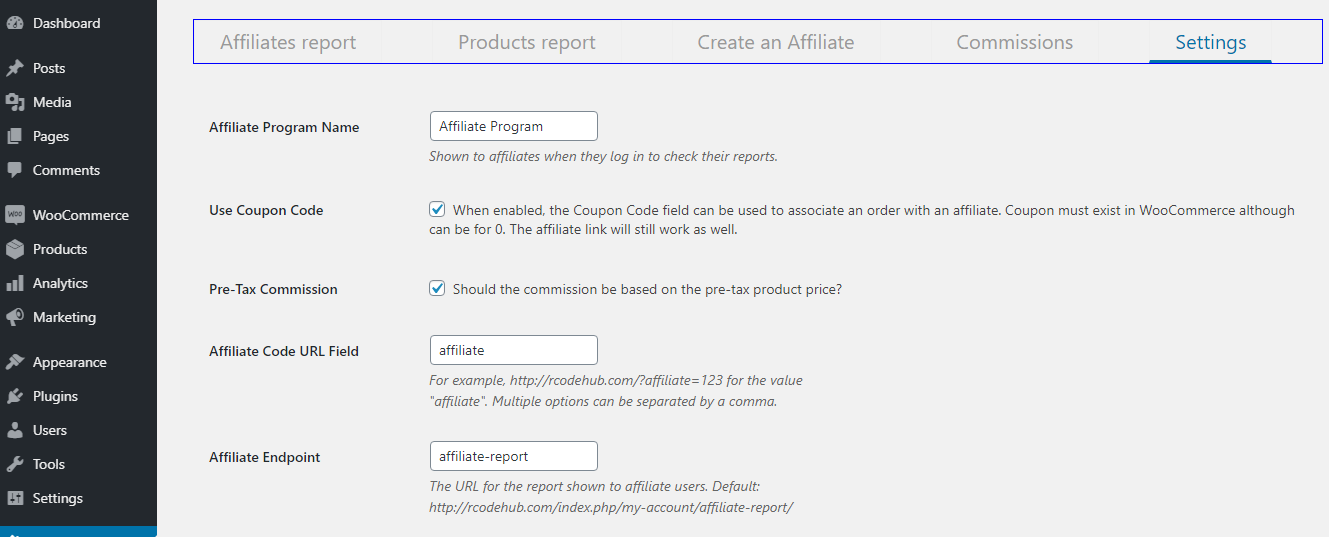 Dashboard
Posts
Media
Pages
Comments
WOO WooCommerce
Products
Analytics
Marketing
Appearance
Plugins
Users
Tools
Settings
Affiliates report Products report Create an Affiliate Commissions Settings
Affiliate Program Name Affiliate Program
Shown to affiliates when they log in to check their reports.
Use Coupon Code When enabled, the Coupon Code field can be used to associate an order with an affiliate. Coupon must exist in WooCommerce although
can be for 0. The affiliate link will still work as well.
Pre-Tax Commission Should the commission be based on the pre-tax product price?
Affiliate Code URL Field affiliate
For example, http://rcodehub.com/?affiliate=123 for the value
"affiliate". Multiple options can be separated by a comma.
Affiliate Endpoint affiliate-report
The URL for the report shown to affiliate users. Default:
http://rcodehub.com/index.php/my-account/affiliate-report/